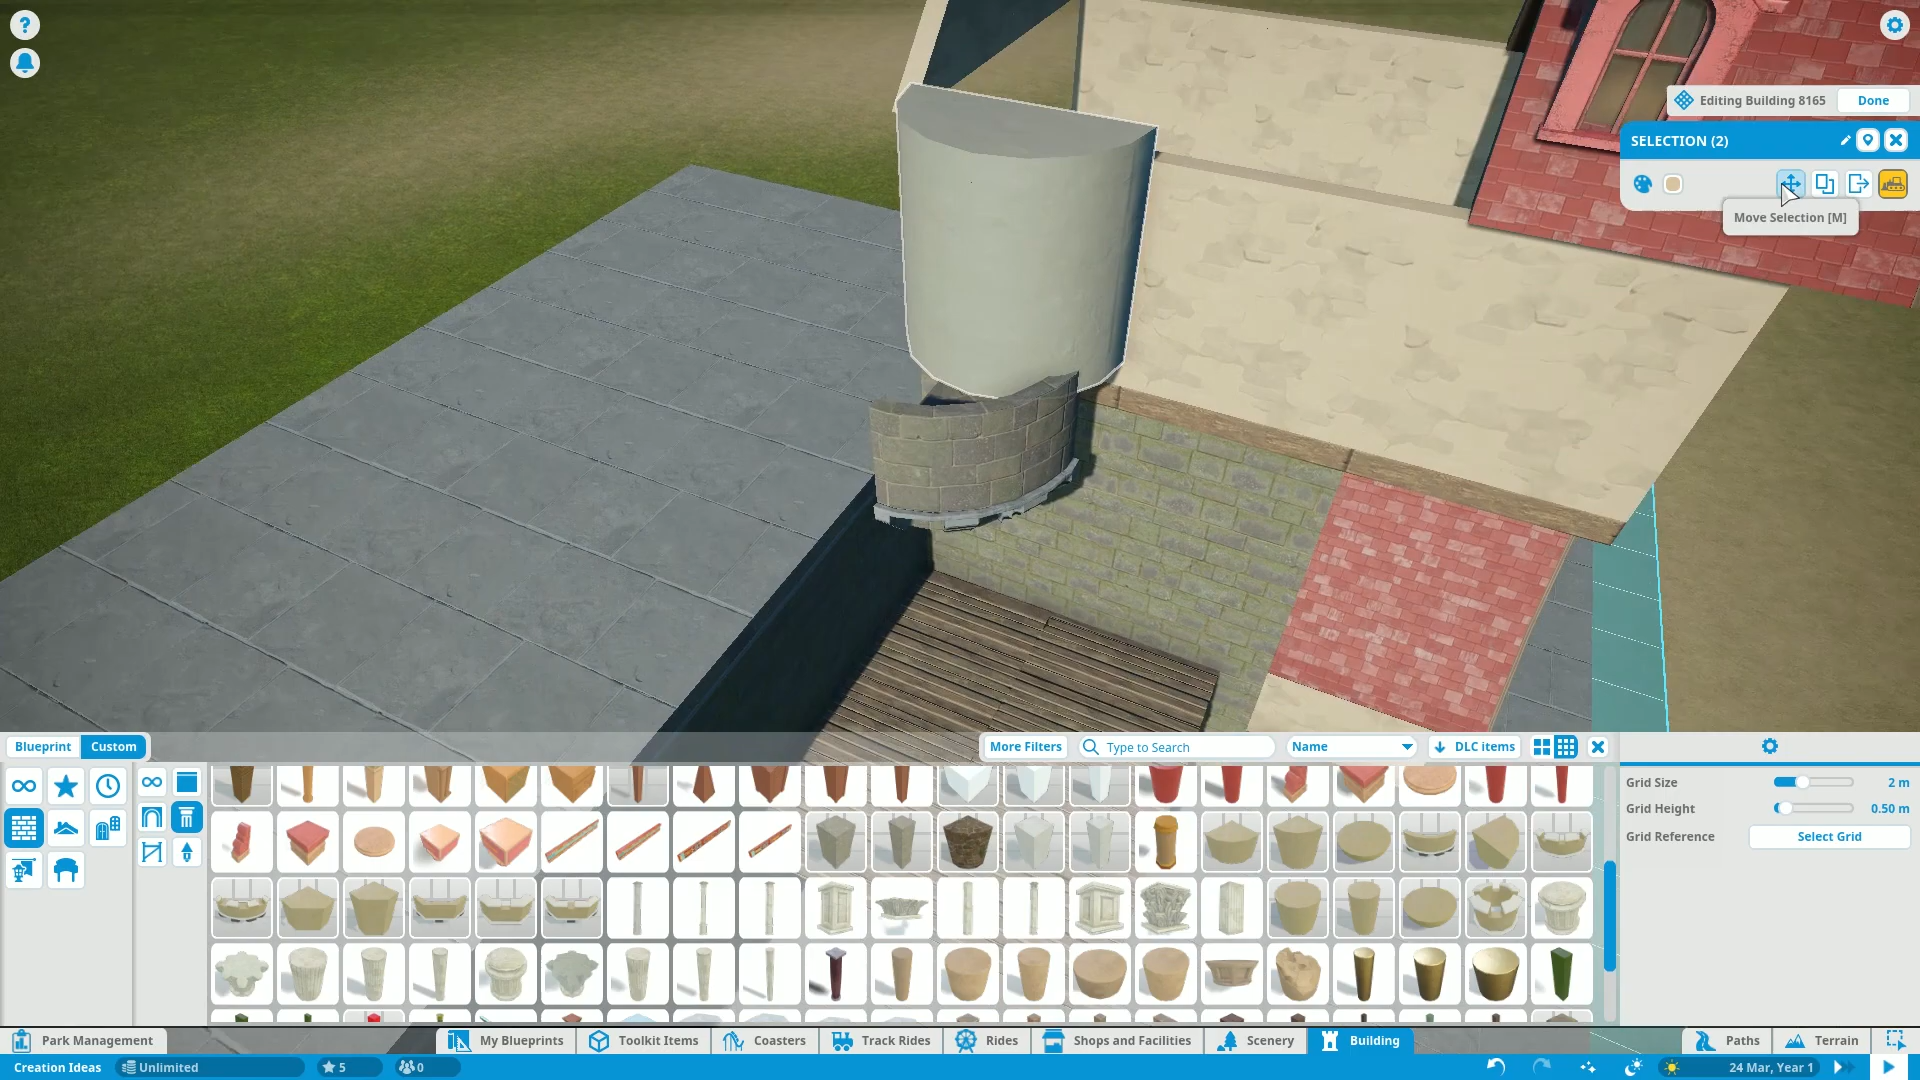 Editing Building 8165
Done
SELECTION (2)
Move Selection [M]
Blueprint
Custom
More Filters
Type to Search
Name
DLC items
Grid Size
2 m
Grid Height
0.50 m
Grid Reference
Select Grid
Park Management
My Blueprints
Toolkit Items
Coasters
Track Rides
Rides
Shops and Facilities
Scenery
Building
Paths
Terrain
Creation Ideas
Unlimited
5
0
24 Mar, Year 1